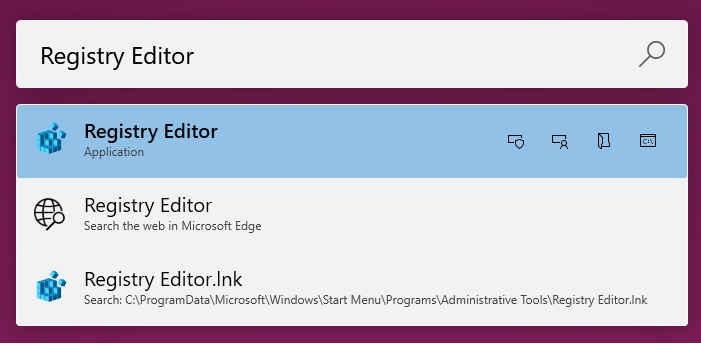 Registry Editor
Registry Editor
Application
C:\
Registry Editor
Search the web in Microsoft Edge
Registry Editor.lnk
Search: C:\ProgramData\Microsoft\Windows\Start Menu\Programs\Administrative Tools\Registry Editor.lnk